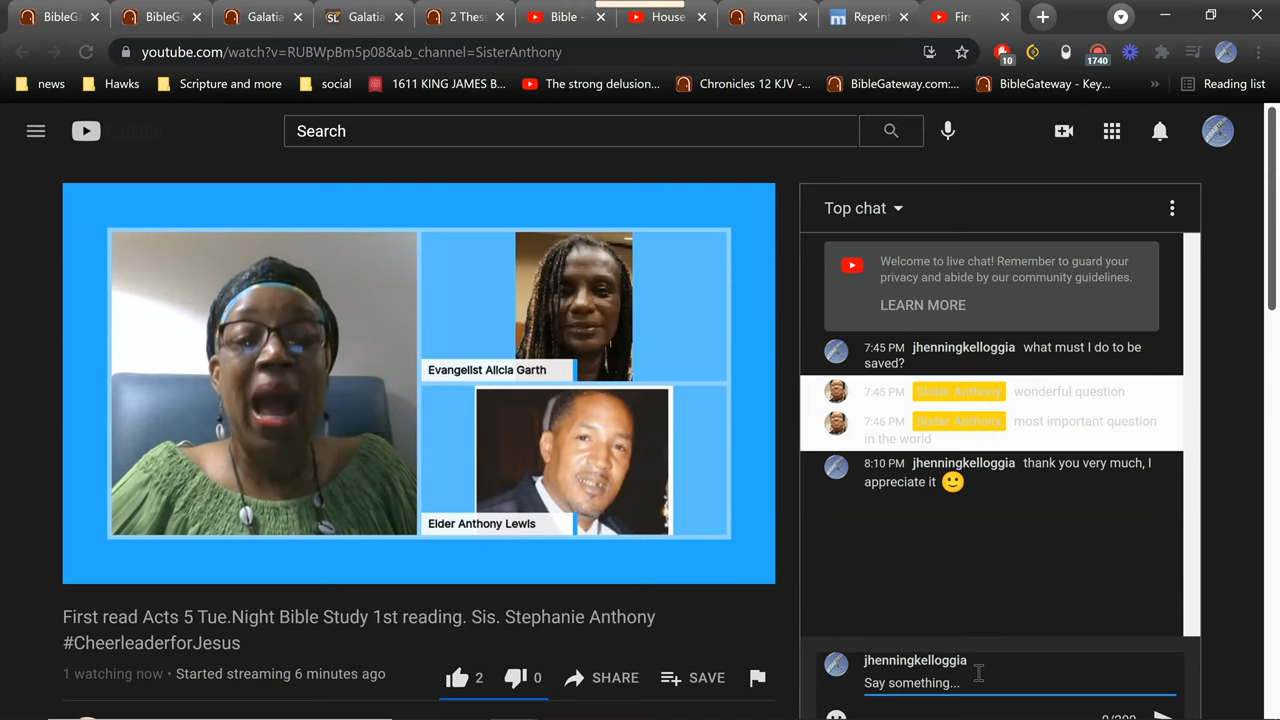 BibleG
BibleG
Galatia
Galatia
2 Thess
Bible -
House
Roman
Repent
Firs
youtube.com/watch?v=RUBWpBm5p08&ab_channel=SisterAnthony
10
1740
news
Hawks
Scripture and more
social
1611 KING JAMES B...
The strong delusion...
Chronicles 12 KJV -...
BibleGateway.com:...
BibleGateway - Key...
Reading list
Search
Evangelist Alicia Garth
Elder Anthony Lewis
First read Acts 5 Tue.Night Bible Study 1st reading. Sis. Stephanie Anthony
#CheerleaderforJesus
1 watching now • Started streaming 6 minutes ago
2
0
SHARE
SAVE
Top chat
Welcome to live chat! Remember to guard your
privacy and abide by our community guidelines.
LEARN MORE
7:45 PM jhenningkelloggia what must I do to be
saved?
7:45 PM Sister Anthony wonderful question
7:46 PM Sister Anthony most important question
in the world
8:10 PM jhenningkelloggia thank you very much, I
appreciate it
jhenningkelloggia
Say something...